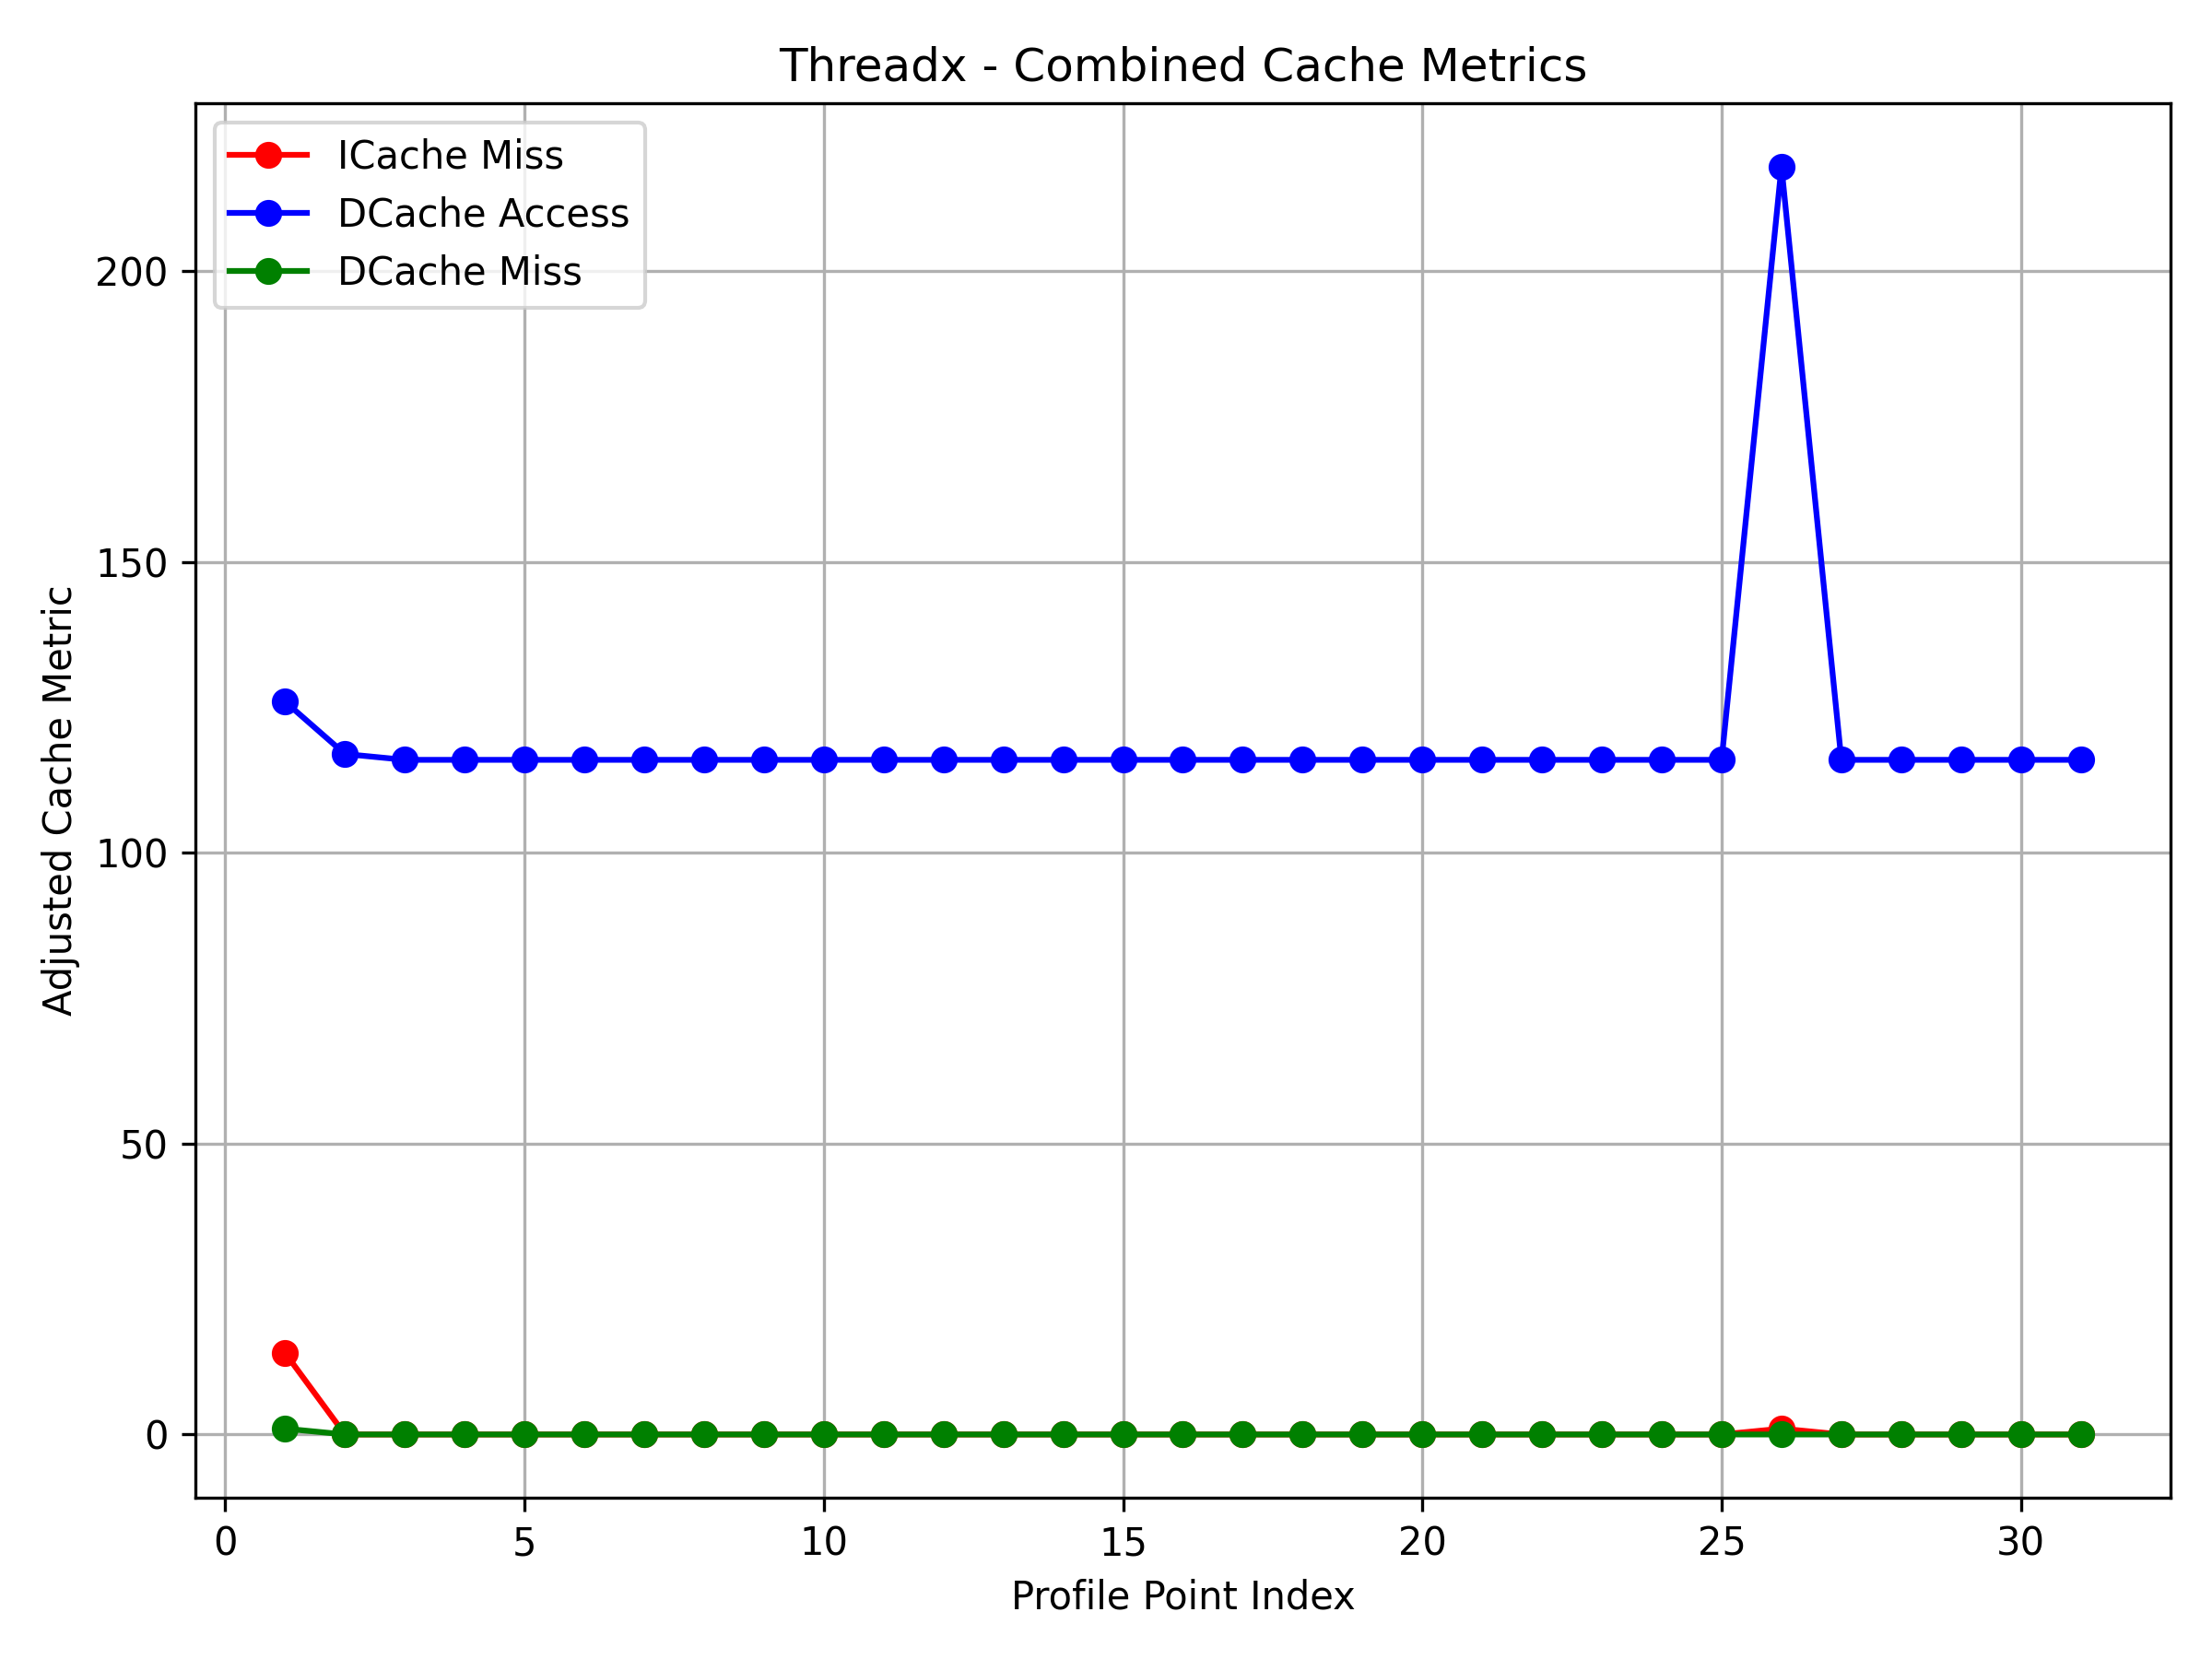 Threadx - Combined Cache Metrics
ICache Miss
DCache Access
DCache Miss
Adjusted Cache Metric
200
150
100
50
0
0 5 10 15 20 25 30
Profile Point Index